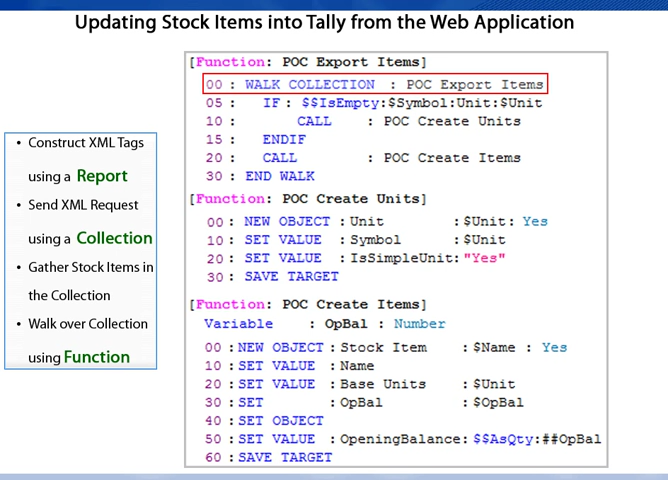 Updating Stock Items into Tally from the Web Application
• Construct XML Tags
using a Report
• Send XML Request
using a Collection
• Gather Stock Items in
the Collection
• Walk over Collection
using Function
[Function: POC Export Items]
00 : WALK COLLECTION : POC Export Items
05 : IF : $$IsEmpty:$Symbol:Unit:$Unit
10 : CALL : POC Create Units
15 : ENDIF
20 : CALL : POC Create Items
30 : END WALK
[Function: POC Create Units]
00 : NEW OBJECT : Unit : $Unit: Yes
10 : SET VALUE : Symbol : $Unit
20 : SET VALUE : IsSimpleUnit: "Yes"
30 : SAVE TARGET
[Function: POC Create Items]
Variable : OpBal : Number
00 : NEW OBJECT : Stock Item : $Name : Yes
10 : SET VALUE : Name
20 : SET VALUE : Base Units : $Unit
30 : SET : OpBal : $OpBal
40 : SET OBJECT
50 : SET VALUE : OpeningBalance: $$AsQty:##OpBal
60 : SAVE TARGET